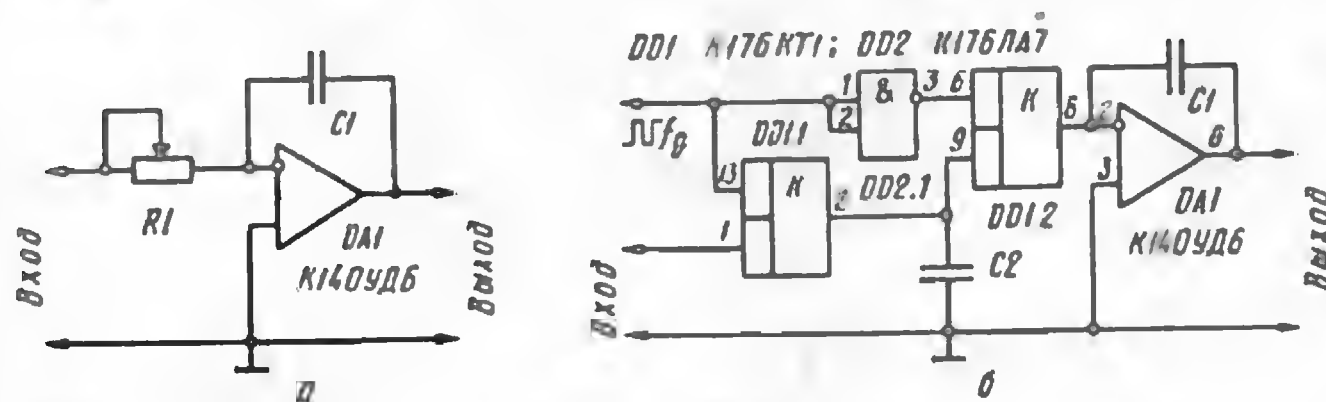 DD1 К176КТ1; DD2 К176ЛА7
C1
R1
DA1
К140УД6
Вход
Выход
а
fg
1
2
&
3
6
К
9
5
DD1.1
13
1
К
2
DD2.1
DD1.2
C2
C1
2
3
6
DA1
К140УД6
Вход
Выход
б